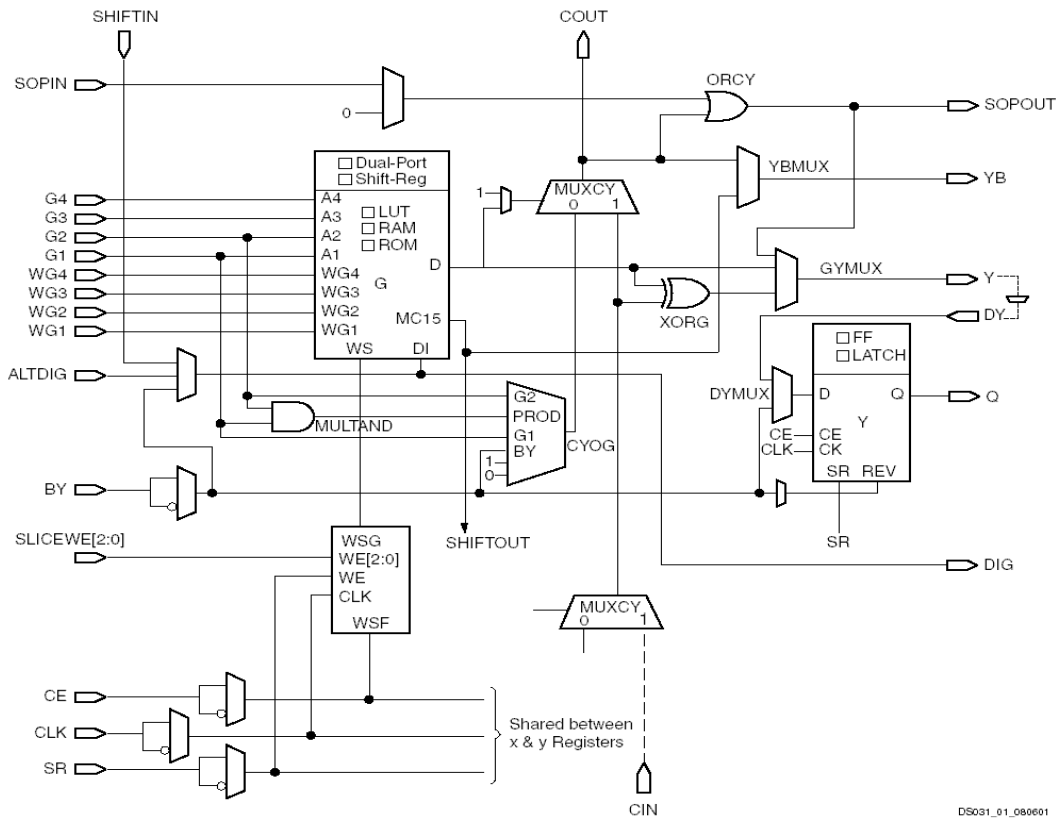 SHIFTIN
COUT
SOPIN
ORCY
SOPOUT
0
Dual-Port
Shift-Reg
YBMUX
YB
MUXCY
1
0 1
G4
G3
G2
G1
WG4
WG3
WG2
WG1
A4
A3
A2
A1
WG4
WG3
WG2
WG1
LUT
RAM
ROM
D
G
MC15
WS DI
GYMUX
Y
XORG
DY
FF
LATCH
DYMUX
D Q
Q
Y
CE
CLK
CE
CK
SR REV
SR
ALTDIG
MULTAND
G2
PROD
G1
BY
1
0
CYOG
BY
SHIFTOUT
DIG
SLICEWE[2:0]
WSG
WE[2:0]
WE
CLK
WSF
MUXCY
0 1
CE
CLK
SR
Shared between
x & y Registers
CIN
DS031_01_080601